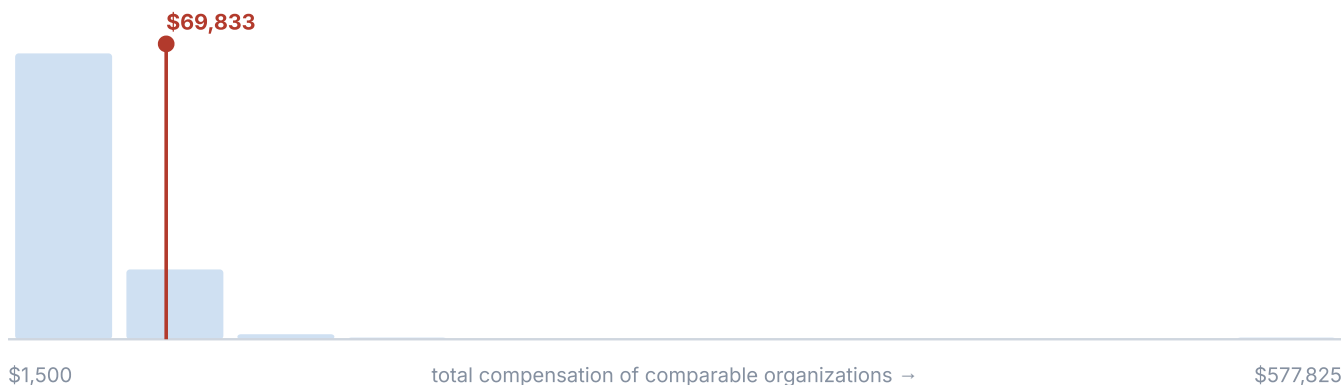 $69,833
$1,500 total compensation of comparable organizations → $577,825